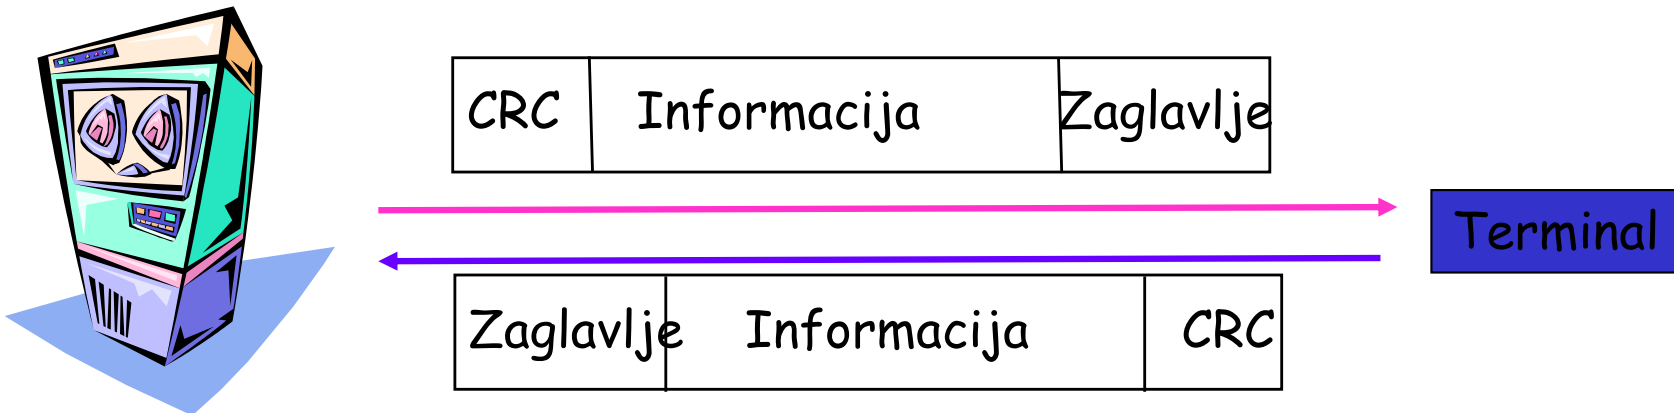 CRC Informacija Zaglavlje
Terminal
Zaglavlje Informacija CRC